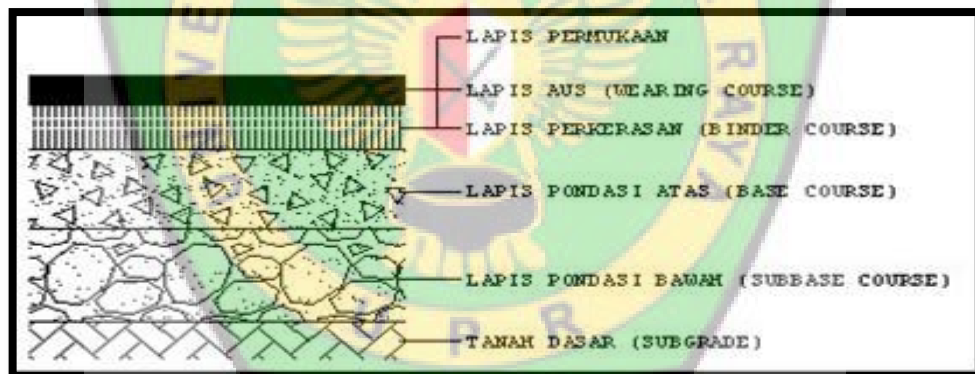 LAPIS PERMUKAAN
LAPIS AUS (WEARING COURSE)
LAPIS PERKERASAN (BINDER COURSE)
LAPIS PONDASI ATAS (BASE COURSE)
LAPIS PONDASI BAWAH (SUBBASE COURSE)
TANAH DASAR (SUBGRADE)
RAYA
U P R